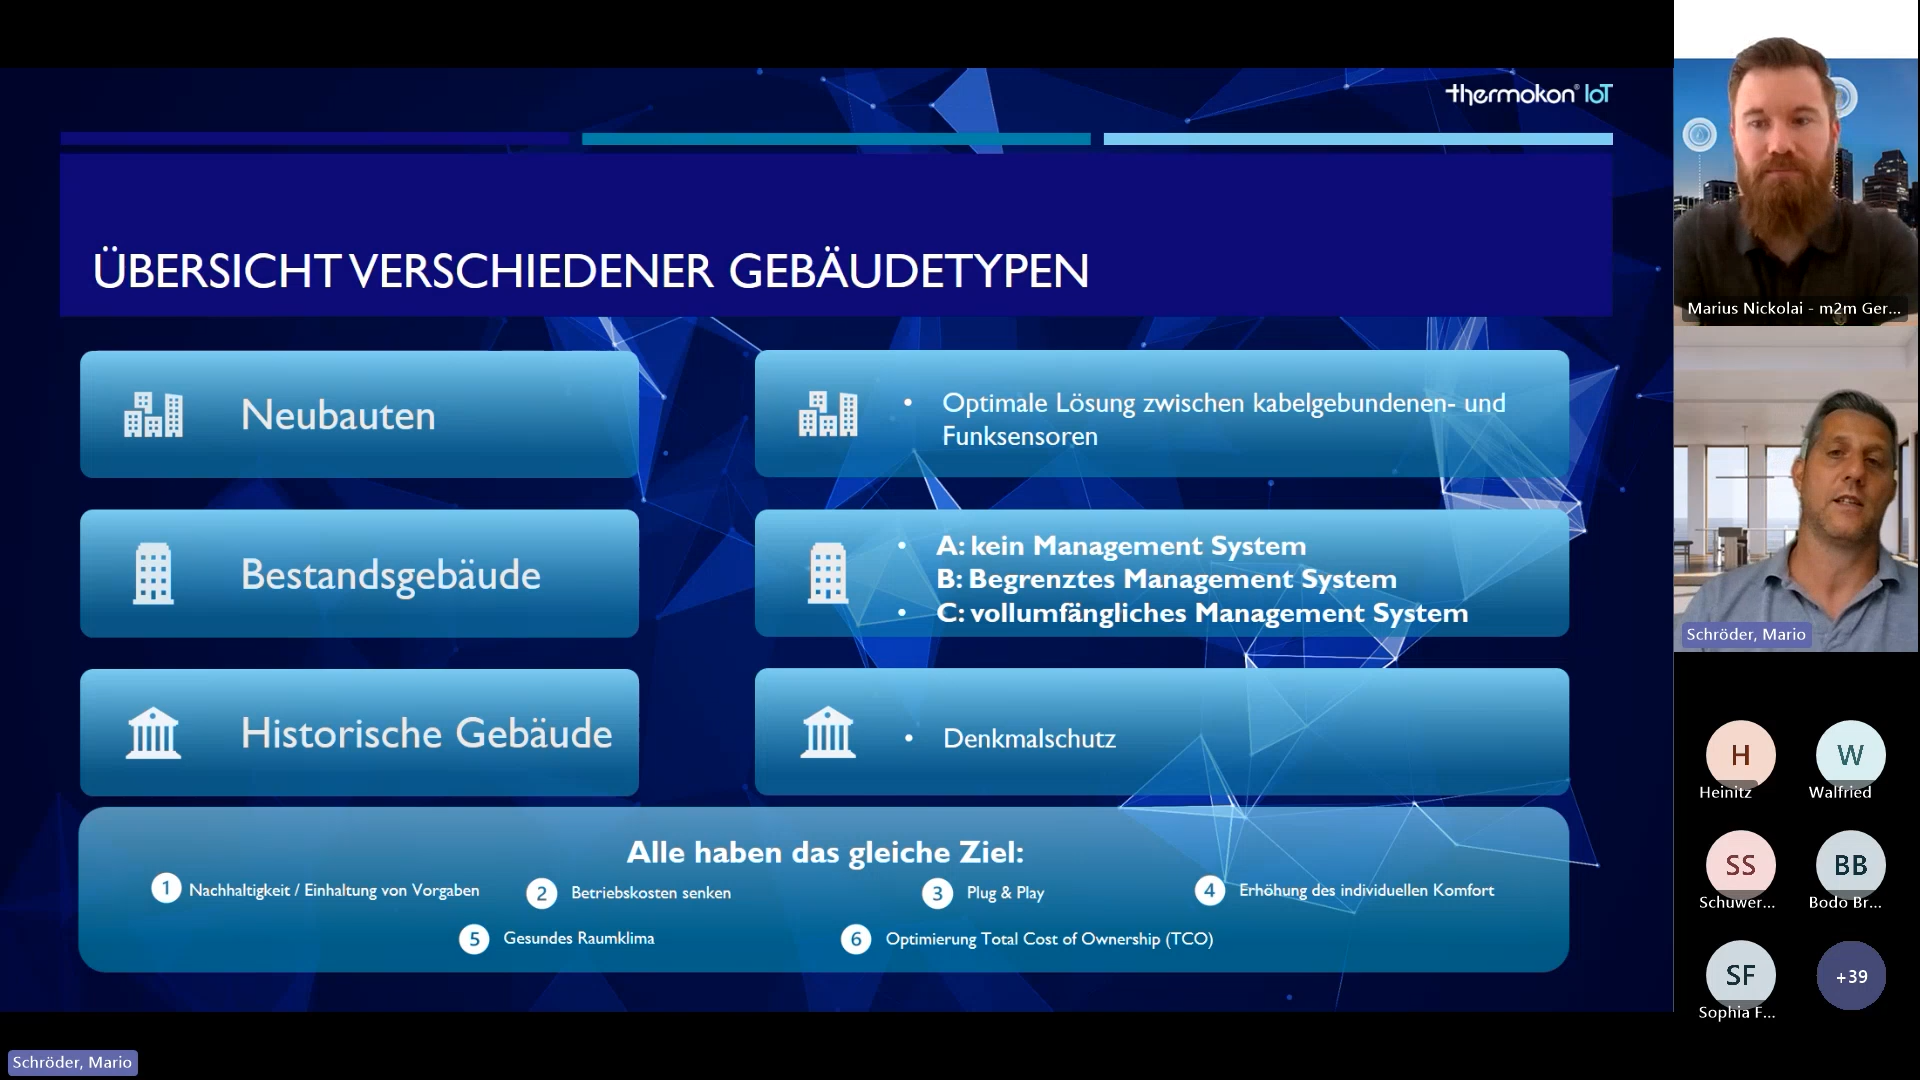 thermokon® IoT
ÜBERSICHT VERSCHIEDENER GEBÄUDETYPEN
Neubauten
• Optimale Lösung zwischen kabelgebundenen- und
Funksensoren
Bestandsgebäude
• A: kein Management System
B: Begrenztes Management System
• C: vollumfängliches Management System
Historische Gebäude
• Denkmalschutz
Alle haben das gleiche Ziel:
1 Nachhaltigkeit / Einhaltung von Vorgaben
2 Betriebskosten senken
3 Plug & Play
4 Erhöhung des individuellen Komfort
5 Gesundes Raumklima
6 Optimierung Total Cost of Ownership (TCO)
Marius Nickolai - m2m Ger...
Schröder, Mario
H
Heinitz
W
Walfried
SS
Schuwer...
BB
Bodo Br...
SF
Sophia F...
+39
Schröder, Mario